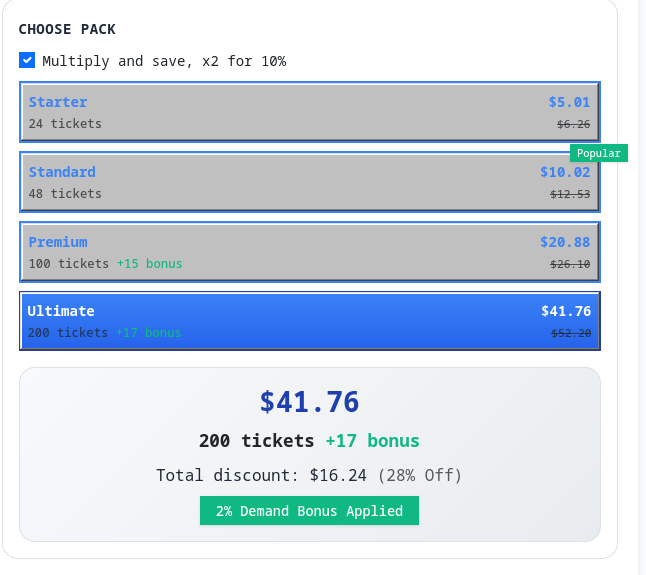 CHOOSE PACK
Multiply and save, x2 for 10%
Starter $5.01
24 tickets $6.26
Popular
Standard $10.02
48 tickets $12.53
Premium $20.88
100 tickets +15 bonus $26.10
Ultimate $41.76
200 tickets +17 bonus $52.20
$41.76
200 tickets +17 bonus
Total discount: $16.24 (28% Off)
2% Demand Bonus Applied